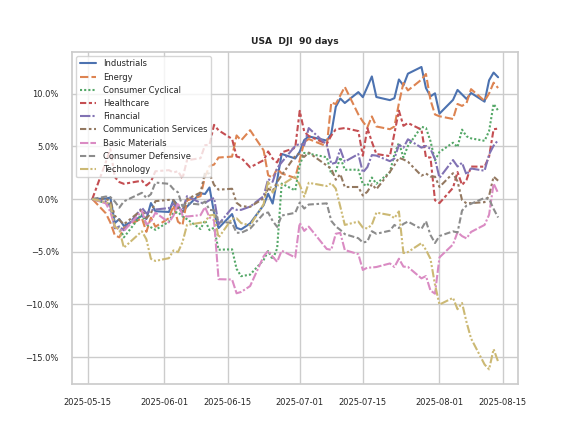 USA  DJI  90 days
Industrials
Energy
Consumer Cyclical
Healthcare
Financial
Communication Services
Basic Materials
Consumer Defensive
Technology
10.0%
5.0%
0.0%
−5.0%
−10.0%
−15.0%
2025-05-15
2025-06-01
2025-06-15
2025-07-01
2025-07-15
2025-08-01
2025-08-15